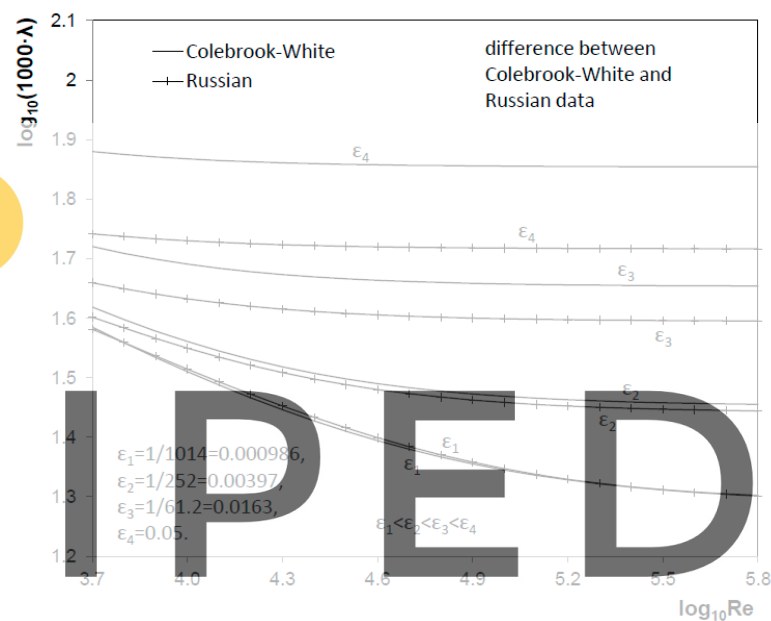 2.1
2
1.9
1.8
1.7
1.6
1.5
1.4
1.3
1.2
log₁₀(1000·λ)
Colebrook-White
Russian
difference between
Colebrook-White and
Russian data
ε₄
ε₄
ε₃
ε₃
ε₂
ε₂
ε₁
ε₁
ε₁=1/1014=0.000986,
ε₂=1/252=0.00397,
ε₃=1/61.2=0.0163,
ε₄=0.05.
ε₁<ε₂<ε₃<ε₄
IPED
3.7 4.0 4.3 4.6 4.9 5.2 5.5 5.8
log₁₀Re